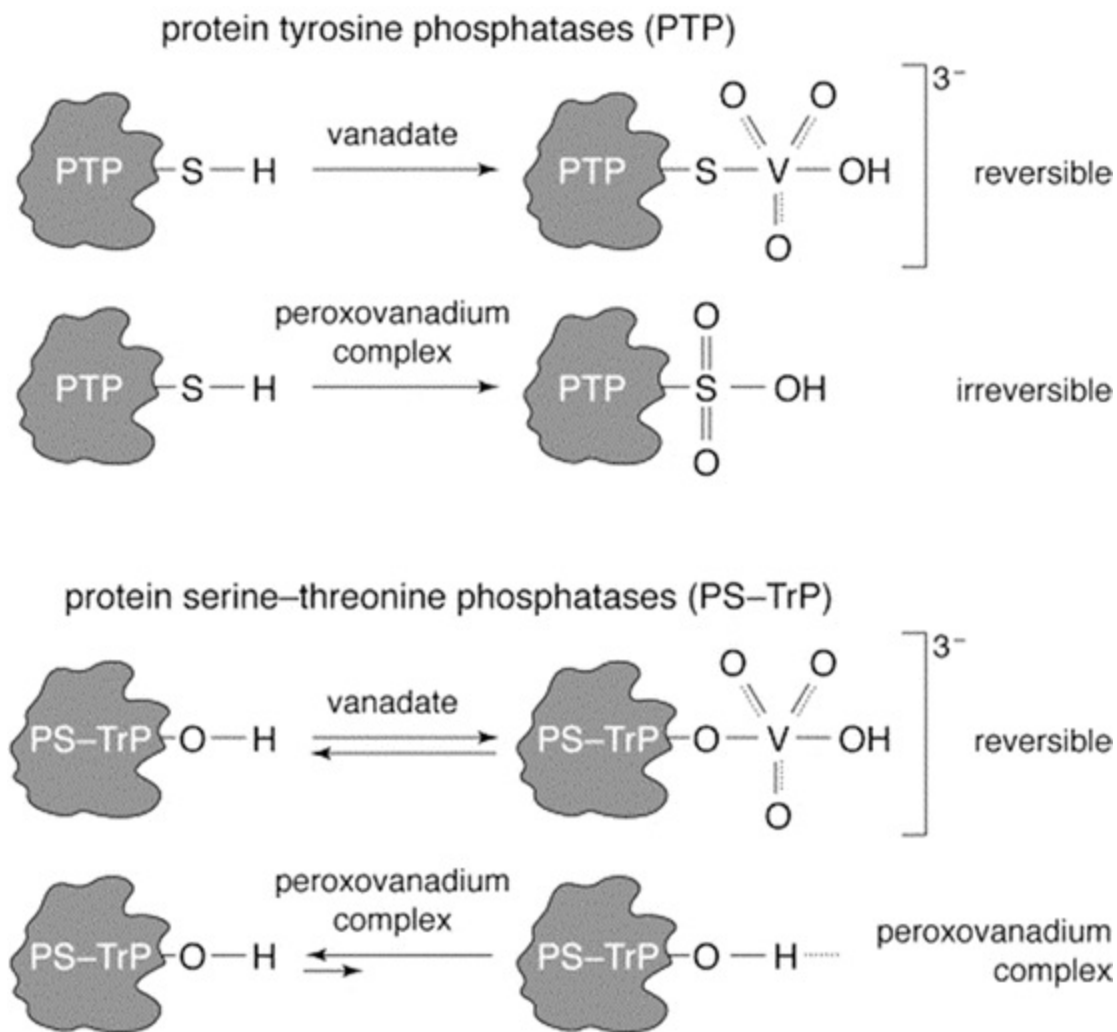 protein tyrosine phosphatases (PTP)
PTP S H
vanadate
PTP S V OH
O O
O
3–
reversible
PTP S H
peroxovanadium
complex
PTP S OH
O
O
irreversible
protein serine–threonine phosphatases (PS–TrP)
PS–TrP O H
vanadate
PS–TrP O V OH
O O
O
3–
reversible
PS–TrP O H
peroxovanadium
complex
PS–TrP O H
peroxovanadium
complex